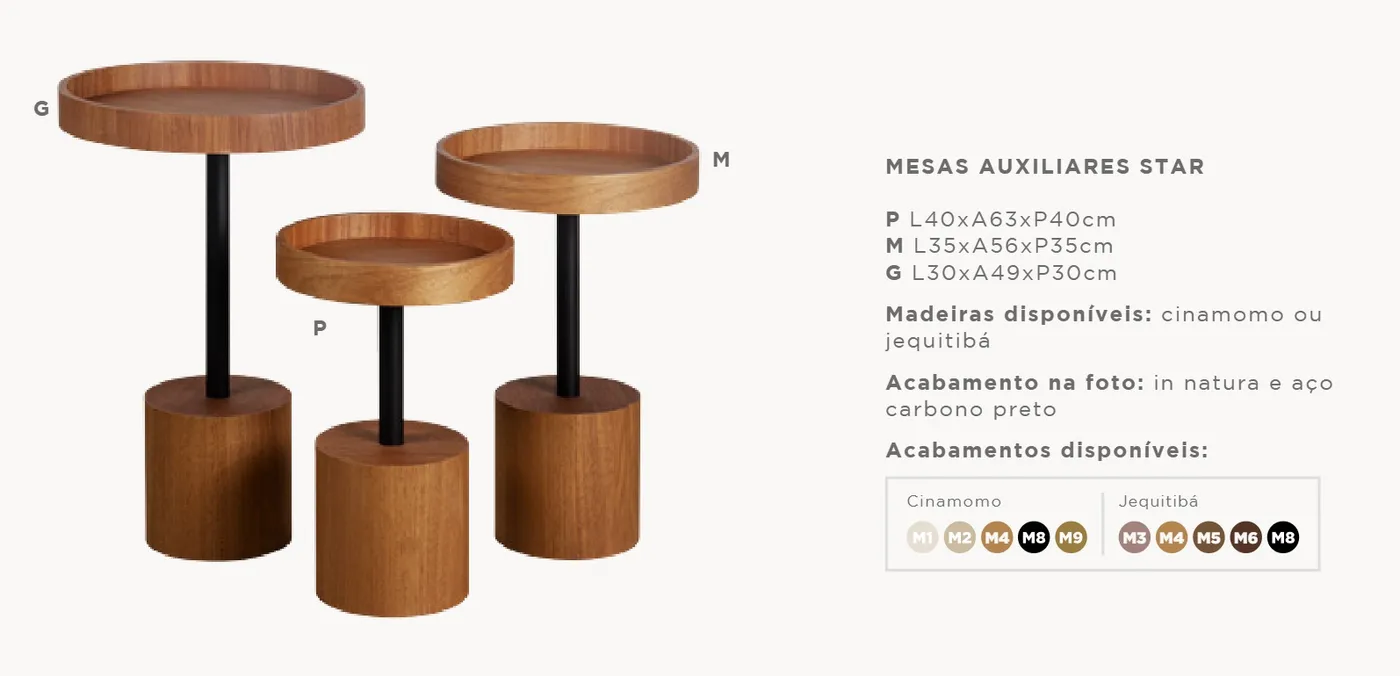 G
M
P
MESAS AUXILIARES STAR
P L40xA63xP40cm
M L35xA56xP35cm
G L30xA49xP30cm
Madeiras disponíveis: cinamomo ou
jequitibá
Acabamento na foto: in natura e aço
carbono preto
Acabamentos disponíveis:
Cinamomo
M1 M2 M4 M8 M9
Jequitibá
M3 M4 M5 M6 M8